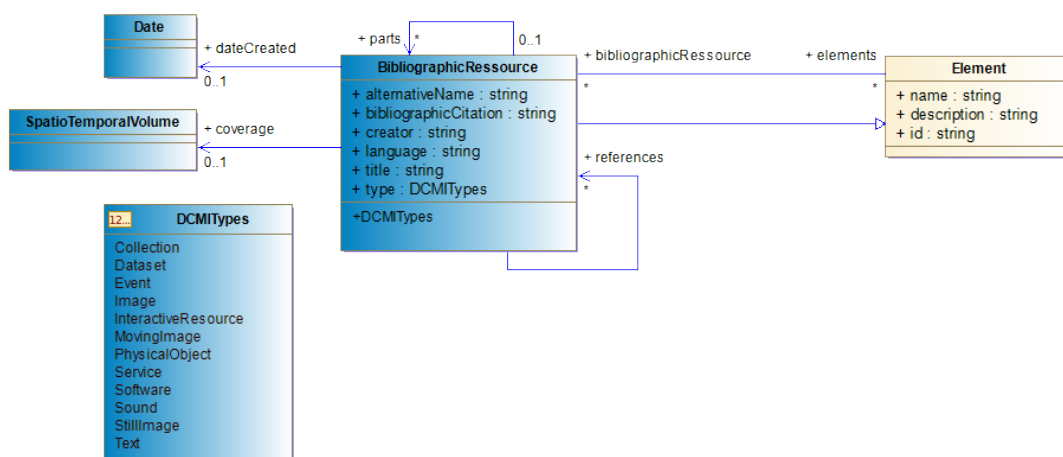 Date
+ dateCreated
0..1
SpatioTemporalVolume
+ coverage
0..1
+ parts
*
0..1
BibliographicRessource
+ alternativeName : string
+ bibliographicCitation : string
+ creator : string
+ language : string
+ title : string
+ type : DCMITypes
+DCMITypes
+ bibliographicResource
*
+ elements
*
Element
+ name : string
+ description : string
+ id : string
+ references
*
12...
DCMITypes
Collection
Dataset
Event
Image
InteractiveResource
MovingImage
PhysicalObject
Service
Software
Sound
StillImage
Text